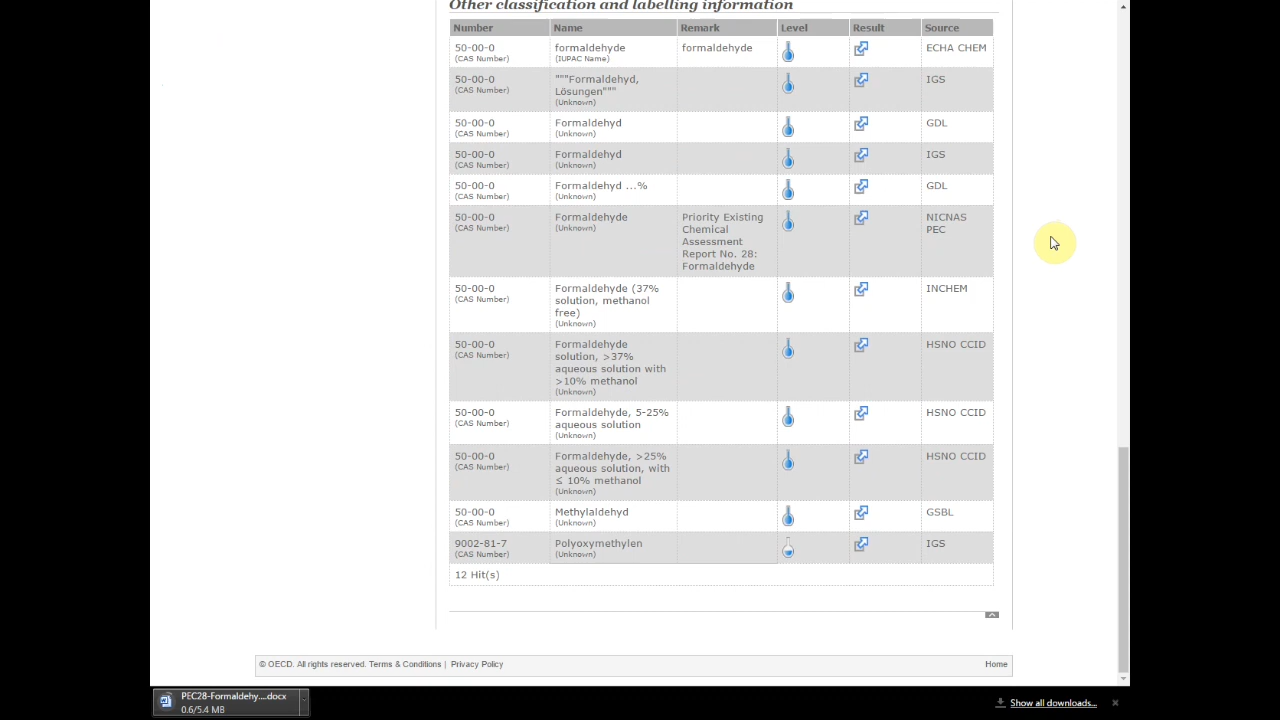 Other classification and labelling information
Number Name Remark Level Result Source
50-00-0 formaldehyde formaldehyde ECHA CHEM
(CAS Number) (IUPAC Name)
50-00-0 """Formaldehyd, IGS
(CAS Number) Lösungen"""
(Unknown)
50-00-0 Formaldehyd GDL
(CAS Number) (Unknown)
50-00-0 Formaldehyd IGS
(CAS Number) (Unknown)
50-00-0 Formaldehyd ...% GDL
(CAS Number) (Unknown)
50-00-0 Formaldehyde Priority Existing NICNAS
(CAS Number) (Unknown) Chemical PEC
Assessment
Report No. 28:
Formaldehyde
50-00-0 Formaldehyde (37% INCHEM
(CAS Number) solution, methanol
free)
(Unknown)
50-00-0 Formaldehyde HSNO CCID
(CAS Number) solution, >37%
aqueous solution with
>10% methanol
(Unknown)
50-00-0 Formaldehyde, 5-25% HSNO CCID
(CAS Number) aqueous solution
(Unknown)
50-00-0 Formaldehyde, >25% HSNO CCID
(CAS Number) aqueous solution, with
≤ 10% methanol
(Unknown)
50-00-0 Methylaldehyd GSBL
(CAS Number) (Unknown)
9002-81-7 Polyoxymethylen IGS
(CAS Number) (Unknown)
12 Hit(s)
© OECD. All rights reserved. Terms & Conditions | Privacy Policy Home
PEC28-Formaldehy....docx
0.6/5.4 MB
Show all downloads...